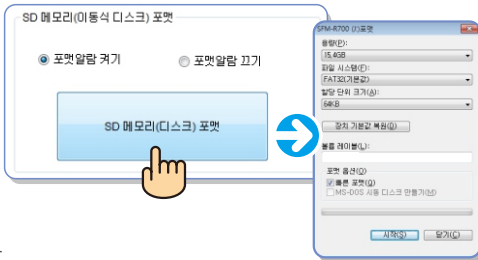 SD 메모리(이동식 디스크) 포맷
포맷알람 켜기
포맷알람 끄기
SD 메모리(디스크) 포맷
SFM-R700 (J:)포맷
용량(P):
15.4GB
파일 시스템(F):
FAT32(기본값)
할당 단위 크기(A):
64KB
장치 기본값 복원(D)
볼륨 레이블(L):
포맷 옵션(O)
빠른 포맷(Q)
MS-DOS 시동 디스크 만들기(M)
시작(S)
닫기(C)